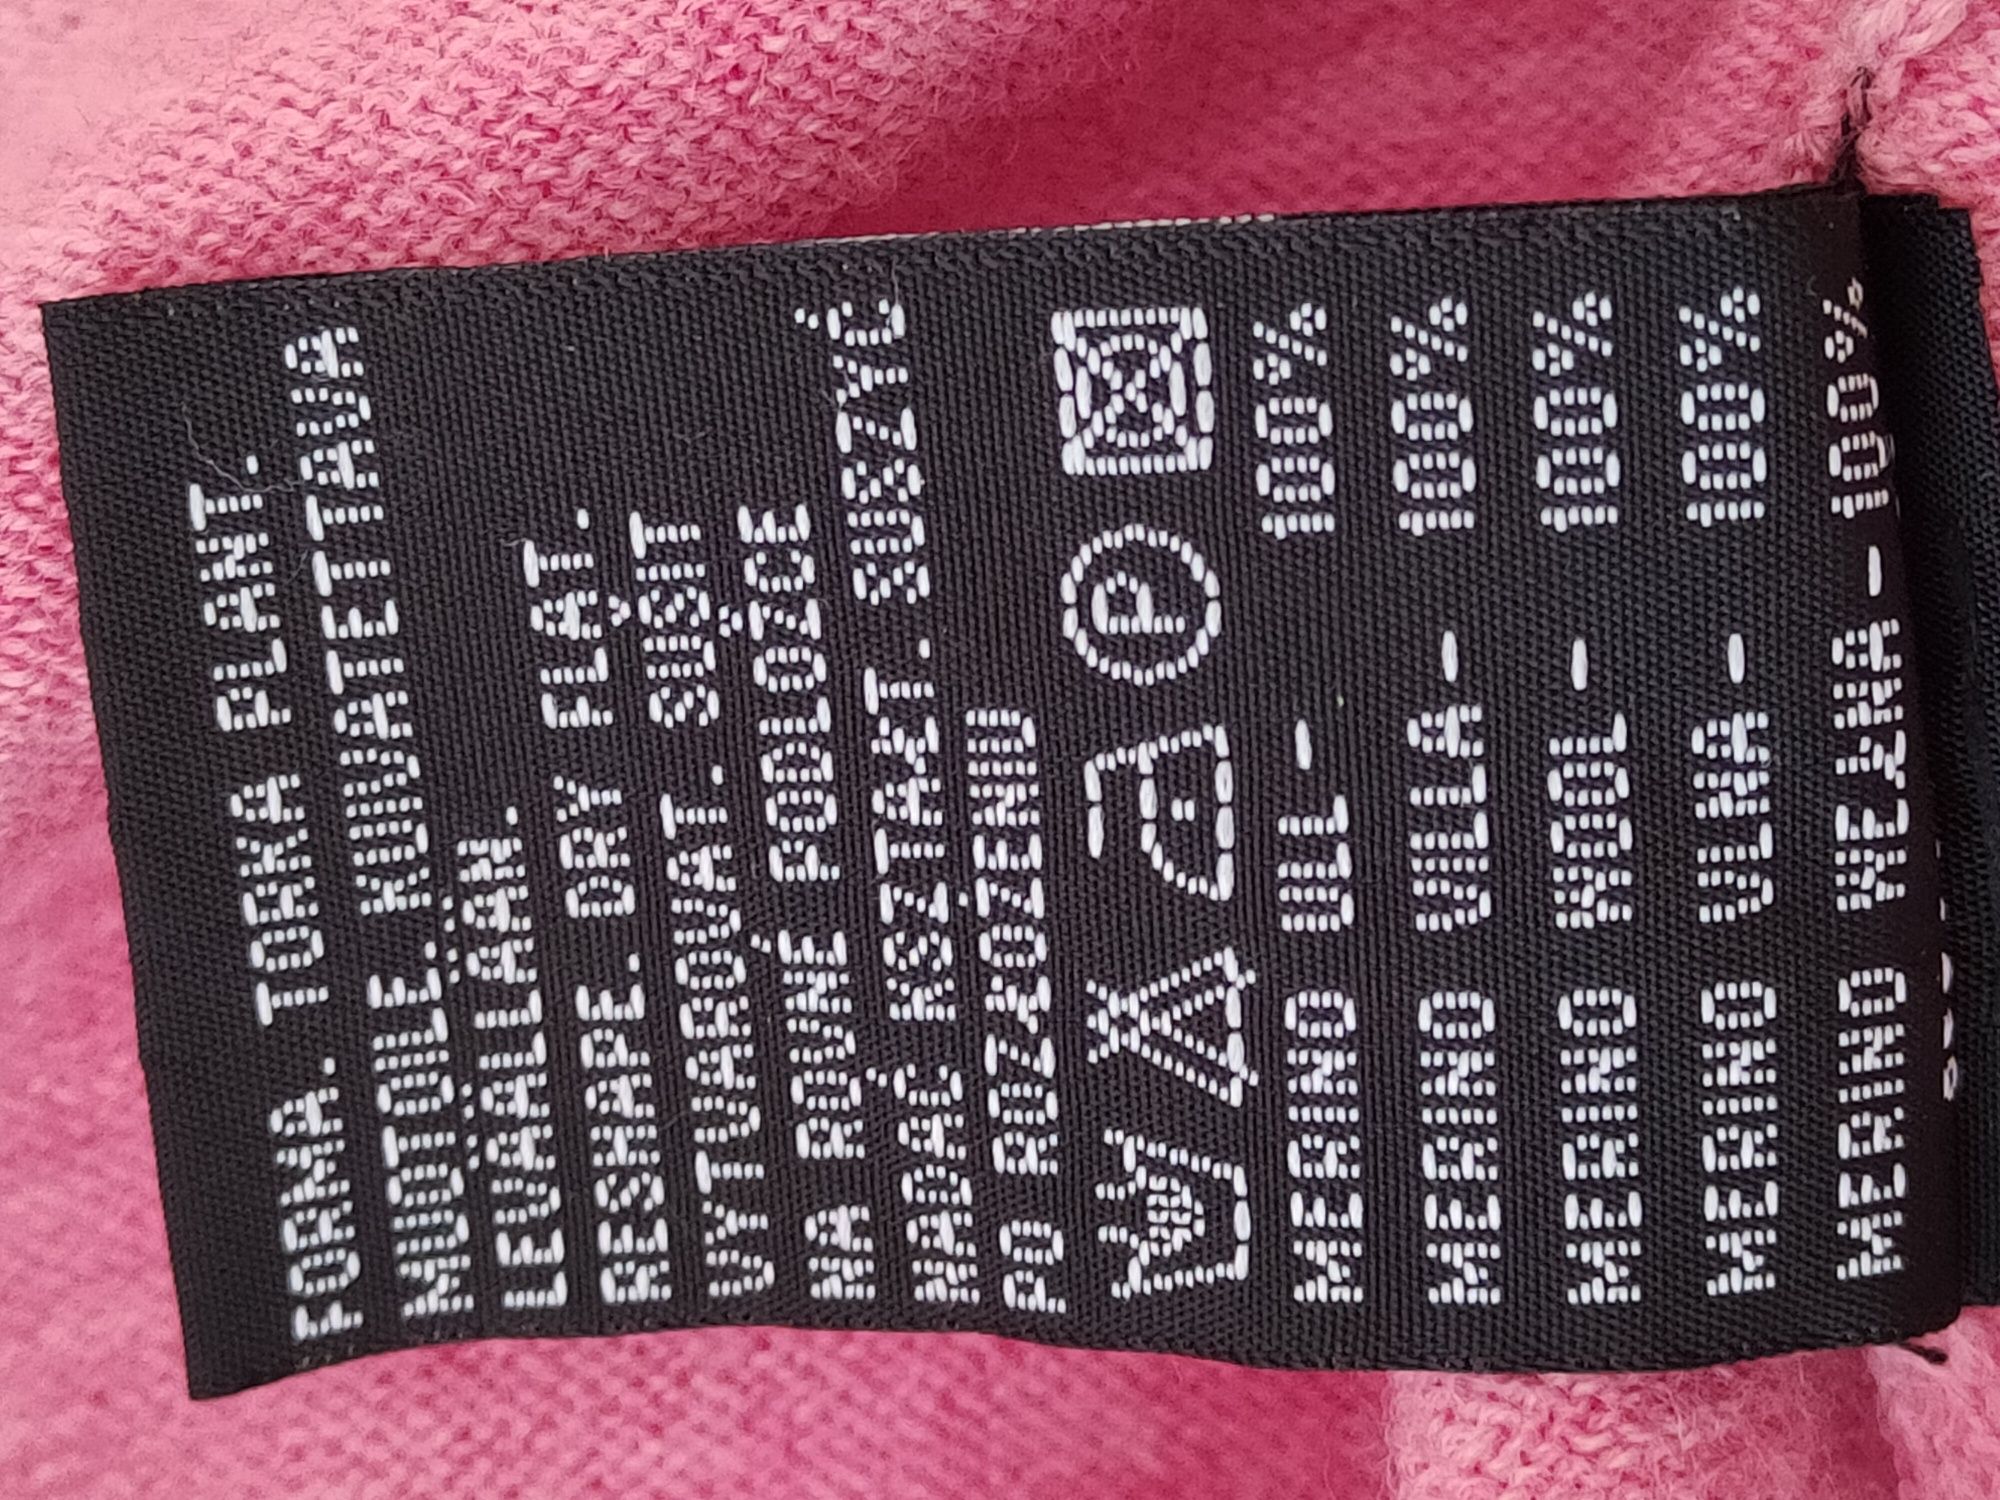 FORMA. TORKA PLANT.
MUOTOILE. KUIVATETTAVA
LEVÄLLÄÄN.
RESHAPE. DRY FLAT.
VYTVAROVAT. SUŠIT
NA ROVNÉ PODLOŽCE
NADAĆ KSZTAŁT. SUSZYĆ
PO ROZŁOŻENIU
P
MERINO ULL- 100%
MERINO VILLA- 100%
MERINO WOOL- 100%
MERINO VLNA- 100%
MERINO WEŁNA- 100%